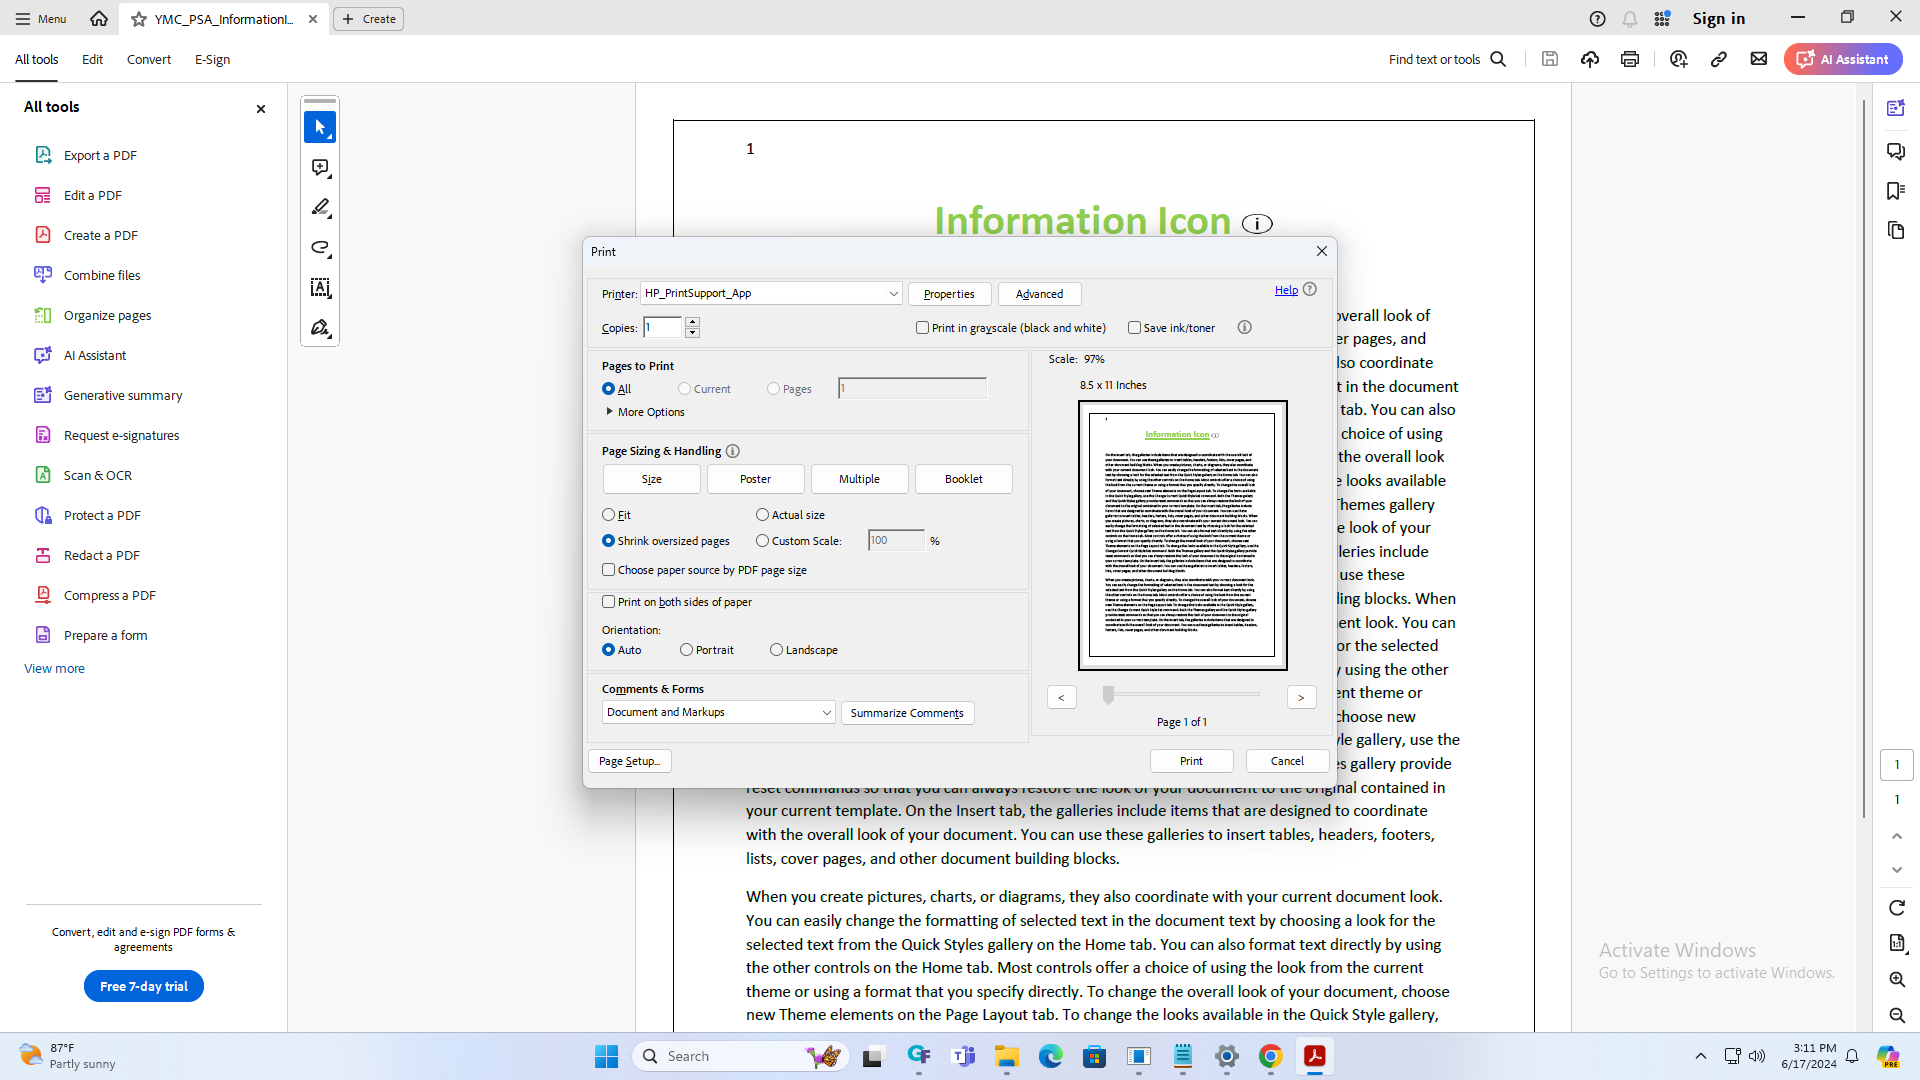 Menu
YMC_PSA_InformationI...
Create
Sign in
All tools
Edit
Convert
E-Sign
Find text or tools
AI Assistant
All tools
Export a PDF
Edit a PDF
Create a PDF
Combine files
Organize pages
AI Assistant
Generative summary
Request e-signatures
Scan & OCR
Protect a PDF
Redact a PDF
Compress a PDF
Prepare a form
View more
Convert, edit and e-sign PDF forms &
agreements
Free 7-day trial
1
Information Icon
overall look of
er pages, and
lso coordinate
t in the document
tab. You can also
choice of using
the overall look
e looks available
Themes gallery
e look of your
lleries include
use these
ling blocks. When
ent look. You can
or the selected
y using the other
ent theme or
choose new
yle gallery, use the
es gallery provide
reset commands so that you can always restore the look of your document to the original contained in
your current template. On the Insert tab, the galleries include items that are designed to coordinate
with the overall look of your document. You can use these galleries to insert tables, headers, footers,
lists, cover pages, and other document building blocks.
When you create pictures, charts, or diagrams, they also coordinate with your current document look.
You can easily change the formatting of selected text in the document text by choosing a look for the
selected text from the Quick Styles gallery on the Home tab. You can also format text directly by using
the other controls on the Home tab. Most controls offer a choice of using the look from the current
theme or using a format that you specify directly. To change the overall look of your document, choose
new Theme elements on the Page Layout tab. To change the looks available in the Quick Style gallery,
Print
Printer: HP_PrintSupport_App
Properties
Advanced
Help
Copies: 1
Print in grayscale (black and white)
Save ink/toner
Pages to Print
All
Current
Pages
1
More Options
Page Sizing & Handling
Size
Poster
Multiple
Booklet
Fit
Actual size
Shrink oversized pages
Custom Scale: 100 %
Choose paper source by PDF page size
Print on both sides of paper
Orientation:
Auto
Portrait
Landscape
Comments & Forms
Document and Markups
Summarize Comments
Page Setup...
Scale: 97%
8.5 x 11 Inches
Information Icon
<
>
Page 1 of 1
Print
Cancel
1
1
Activate Windows
Go to Settings to activate Windows.
87°F
Partly sunny
Search
3:11 PM
6/17/2024